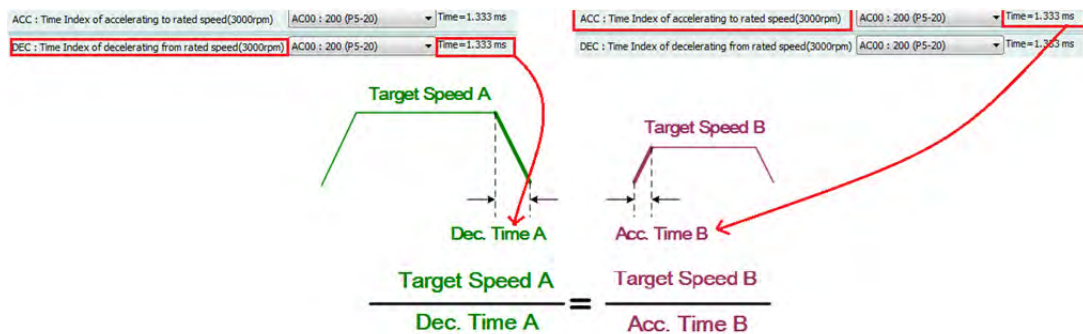 ACC : Time Index of accelerating to rated speed(3000rpm) AC00 : 200 (P5-20) Time=1.333 ms
DEC : Time Index of decelerating from rated speed(3000rpm) AC00 : 200 (P5-20) Time=1.333 ms
ACC : Time Index of accelerating to rated speed(3000rpm) AC00 : 200 (P5-20) Time=1.333 ms
DEC : Time Index of decelerating from rated speed(3000rpm) AC00 : 200 (P5-20) Time=1.333 ms
Target Speed A
Target Speed B
Dec. Time A
Acc. Time B
Target Speed A = Target Speed B
Dec. Time A Acc. Time B